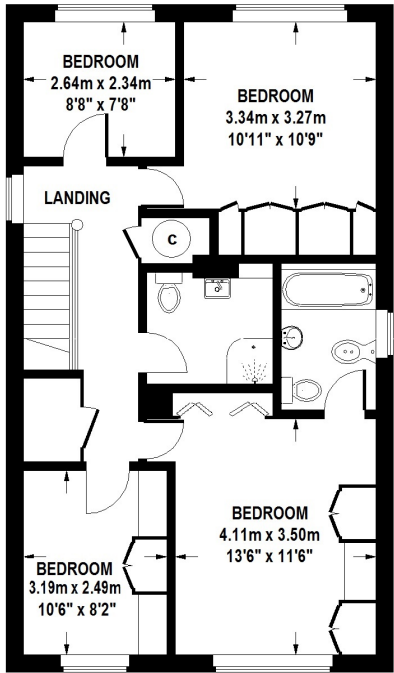 BEDROOM
2.64m x 2.34m
8'8" x 7'8"
BEDROOM
3.34m x 3.27m
10'11" x 10'9"
LANDING
C
BEDROOM
4.11m x 3.50m
13'6" x 11'6"
BEDROOM
3.19m x 2.49m
10'6" x 8'2"